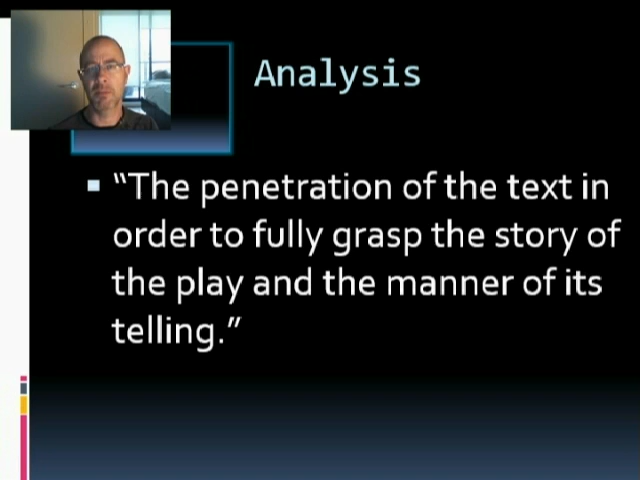 Analysis
“The penetration of the text in
order to fully grasp the story of
the play and the manner of its
telling.”